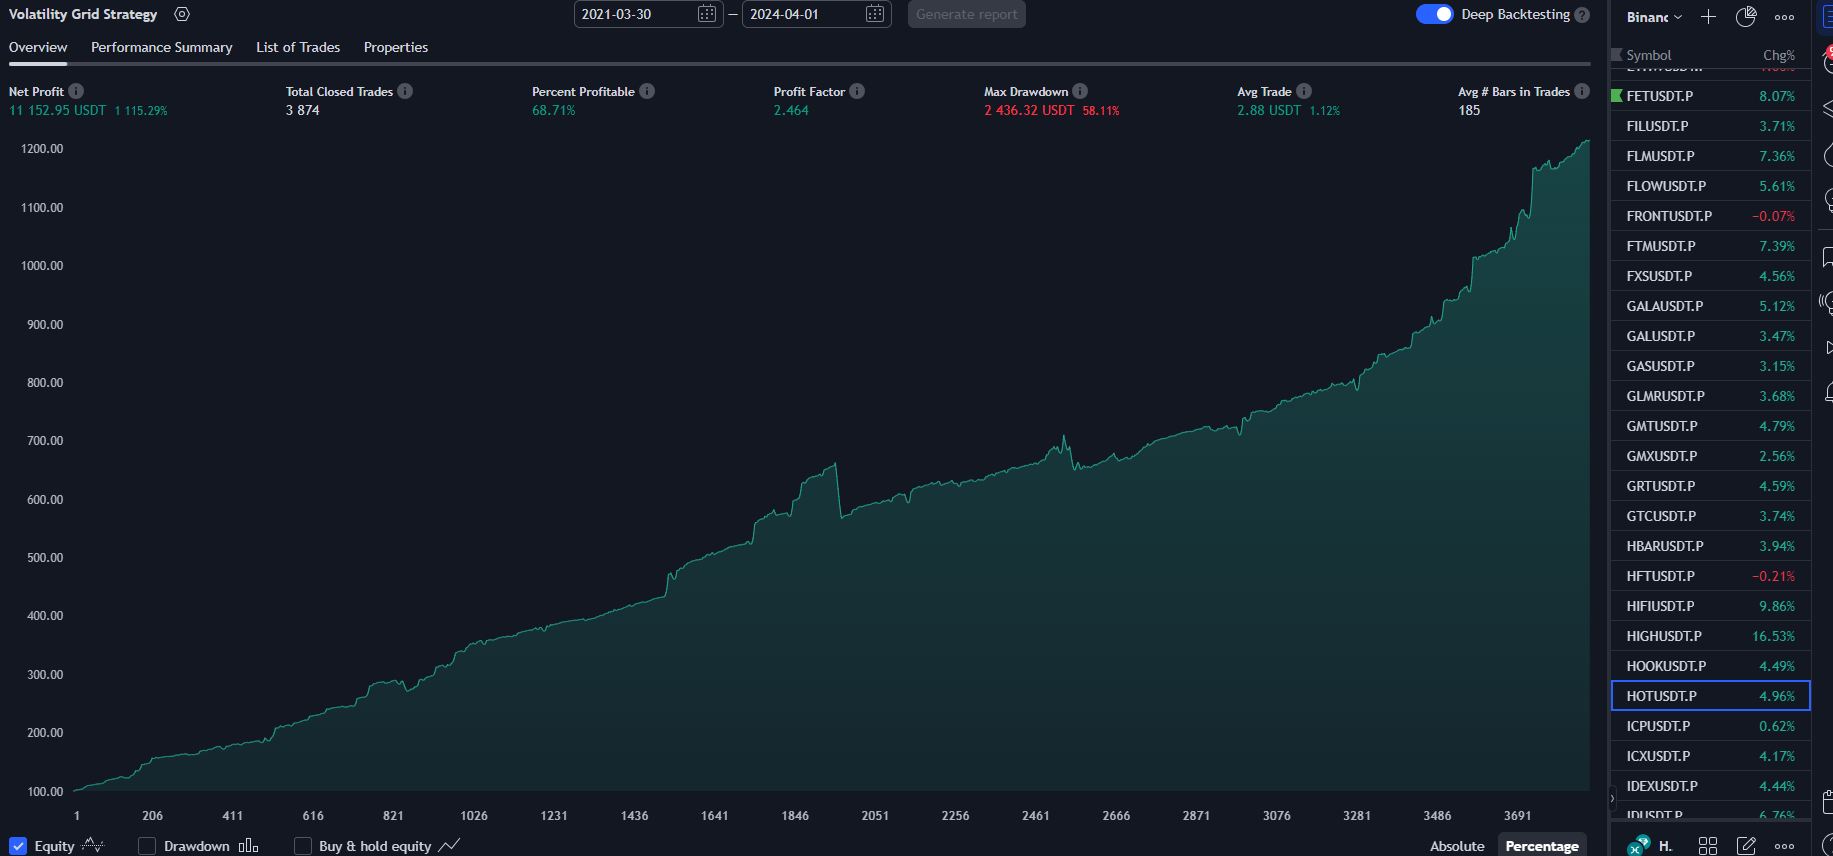 Volatility Grid Strategy
2021-03-30 — 2024-04-01 Generate report
Deep Backtesting ?
Overview Performance Summary List of Trades Properties
Net Profit Total Closed Trades Percent Profitable Profit Factor Max Drawdown Avg Trade Avg # Bars in Trades
11 152.95 USDT 1 115.29% 3 874 68.71% 2.464 2 436.32 USDT 58.11% 2.88 USDT 1.12% 185
1200.00
1100.00
1000.00
900.00
800.00
700.00
600.00
500.00
400.00
300.00
200.00
100.00
1 206 411 616 821 1026 1231 1436 1641 1846 2051 2256 2461 2666 2871 3076 3281 3486 3691
Equity Drawdown Buy & hold equity Absolute Percentage
Binanc
Symbol Chg%
FETUSDT.P 8.07%
FILUSDT.P 3.71%
FLMUSDT.P 7.36%
FLOWUSDT.P 5.61%
FRONTUSDT.P −0.07%
FTMUSDT.P 7.39%
FXSUSDT.P 4.56%
GALAUSDT.P 5.12%
GALUSDT.P 3.47%
GASUSDT.P 3.15%
GLMRUSDT.P 3.68%
GMTUSDT.P 4.79%
GMXUSDT.P 2.56%
GRTUSDT.P 4.59%
GTCUSDT.P 3.74%
HBARUSDT.P 3.94%
HFTUSDT.P −0.21%
HIFIUSDT.P 9.86%
HIGHUSDT.P 16.53%
HOOKUSDT.P 4.49%
HOTUSDT.P 4.96%
ICPUSDT.P 0.62%
ICXUSDT.P 4.17%
IDEXUSDT.P 4.44%
IDUSDT.P 6.76%
H.